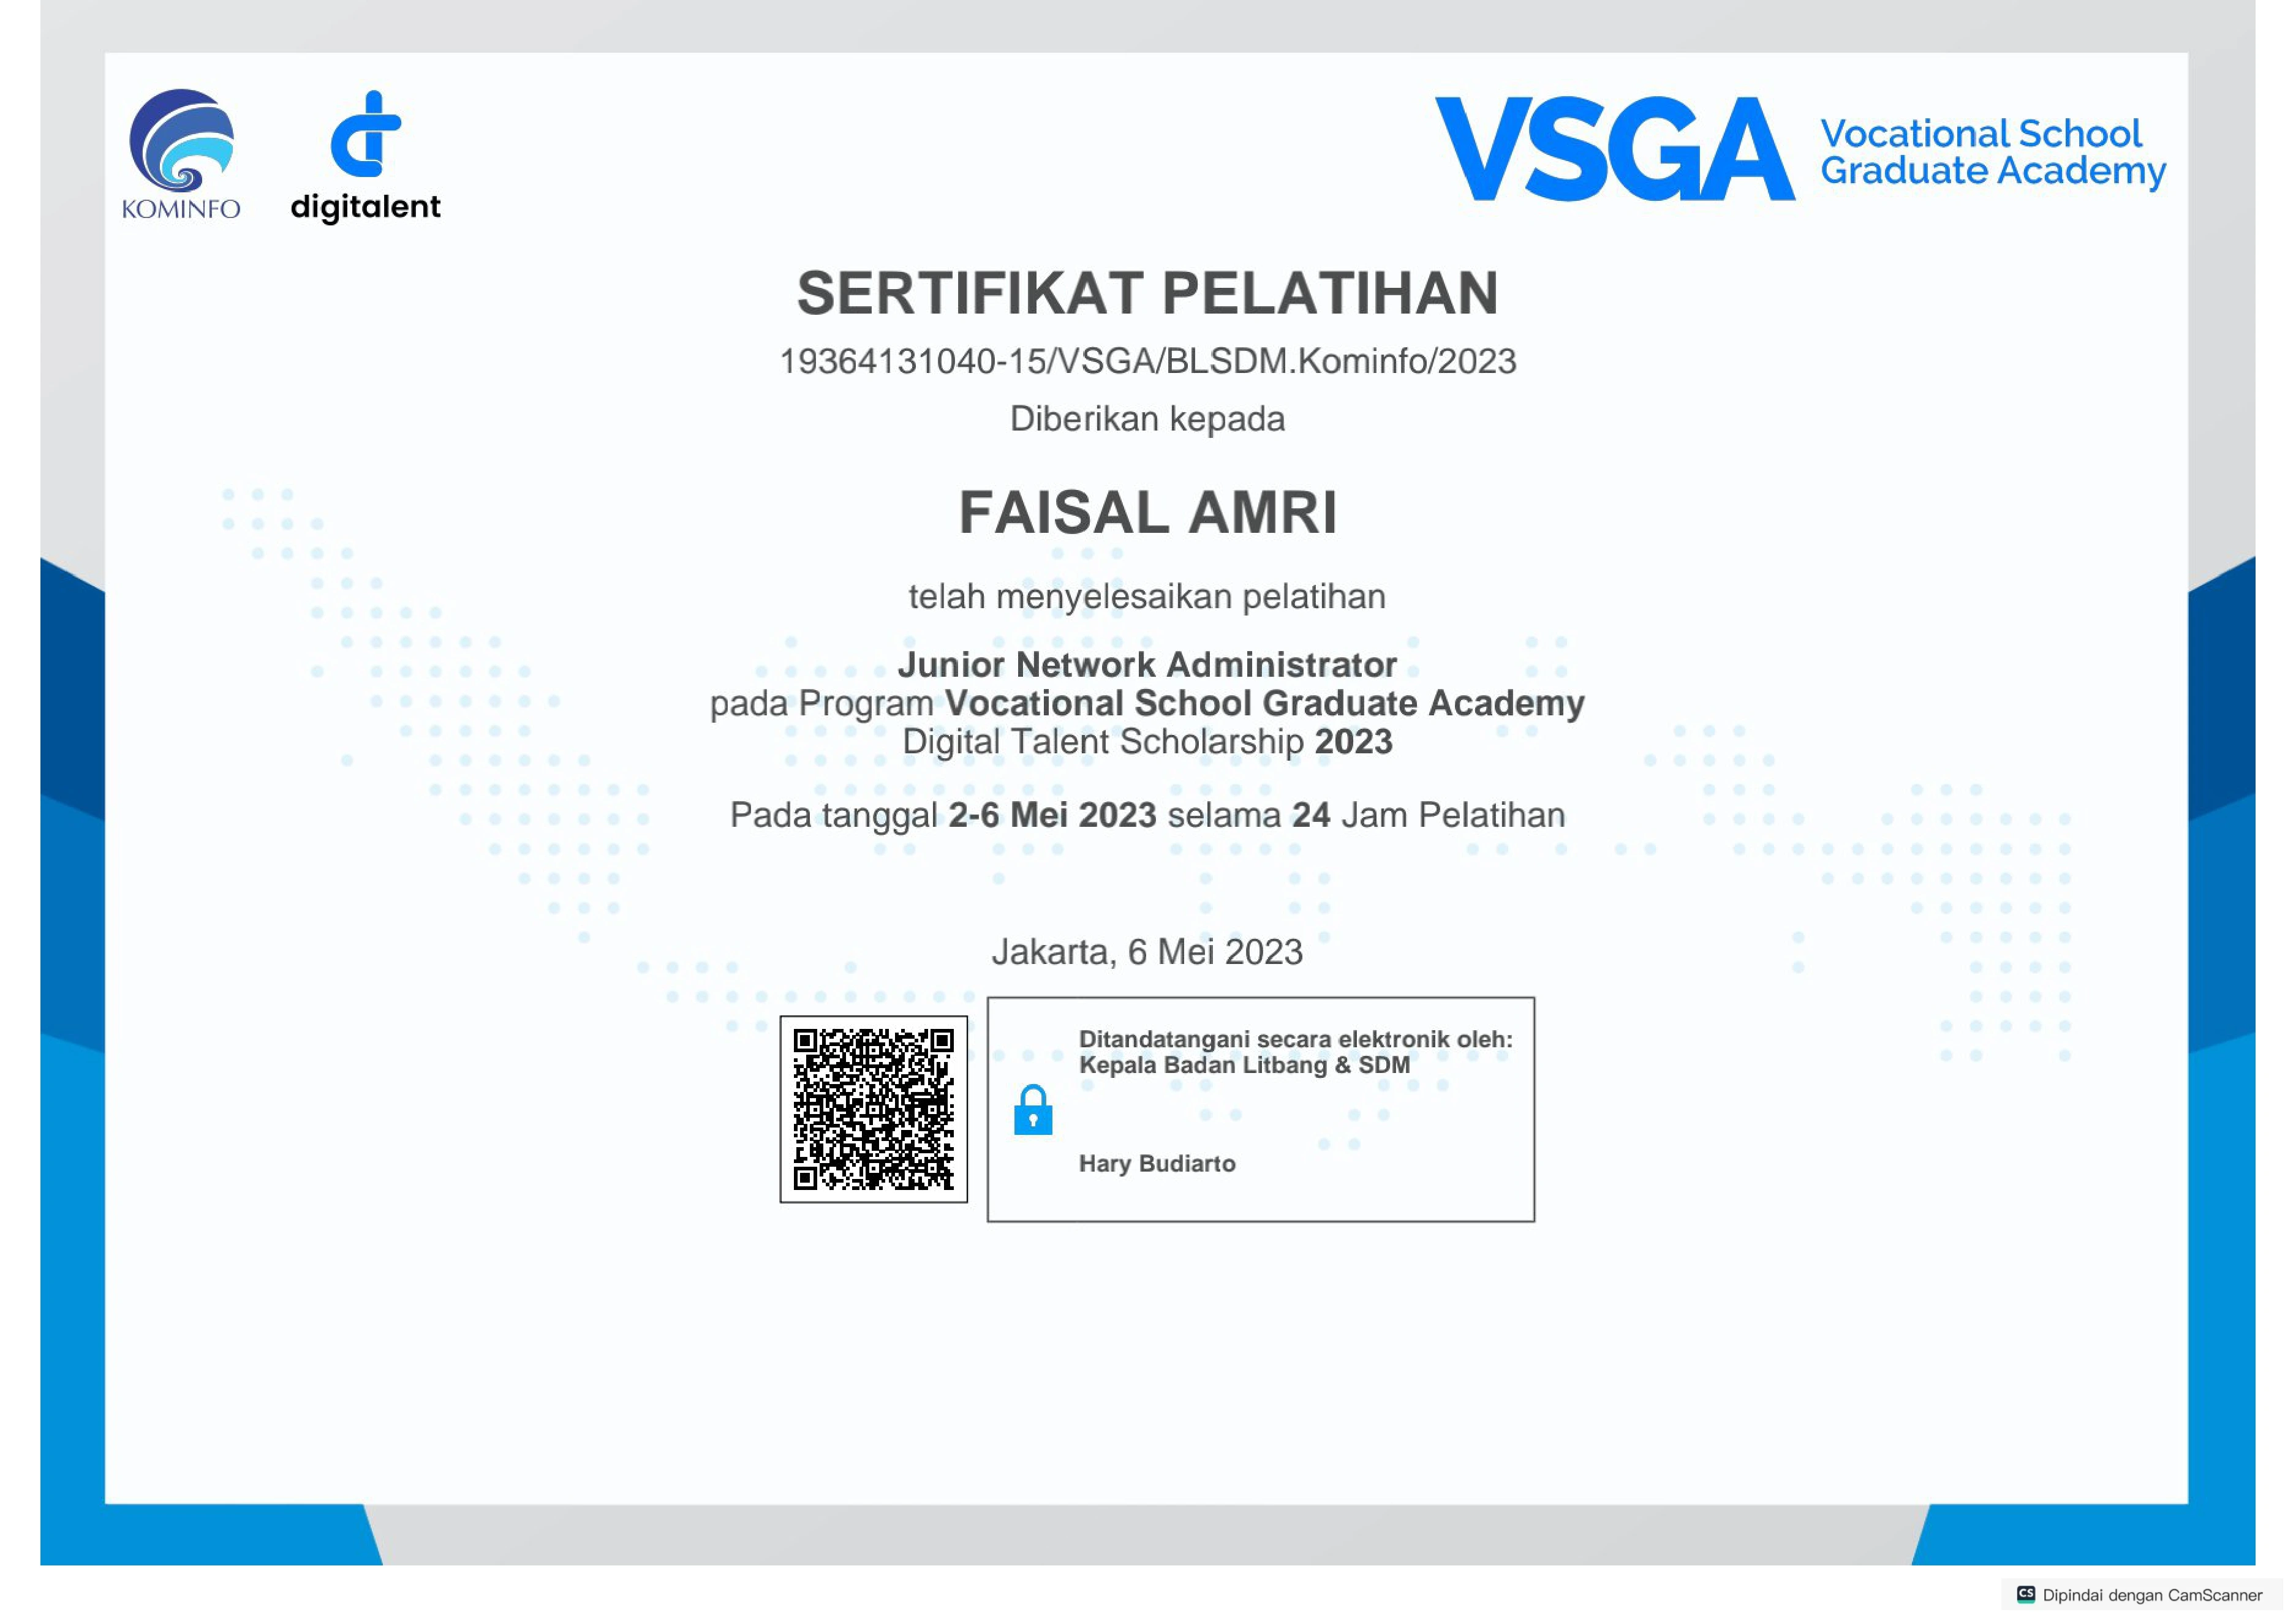 KOMINFO
digitalent
VSGA
Vocational School
Graduate Academy
SERTIFIKAT PELATIHAN
19364131040-15/VSGA/BLSDM.Kominfo/2023
Diberikan kepada
FAISAL AMRI
telah menyelesaikan pelatihan
Junior Network Administrator
pada Program Vocational School Graduate Academy
Digital Talent Scholarship 2023
Pada tanggal 2-6 Mei 2023 selama 24 Jam Pelatihan
Jakarta, 6 Mei 2023
Ditandatangani secara elektronik oleh:
Kepala Badan Litbang & SDM
Hary Budiarto
CS Dipindai dengan CamScanner